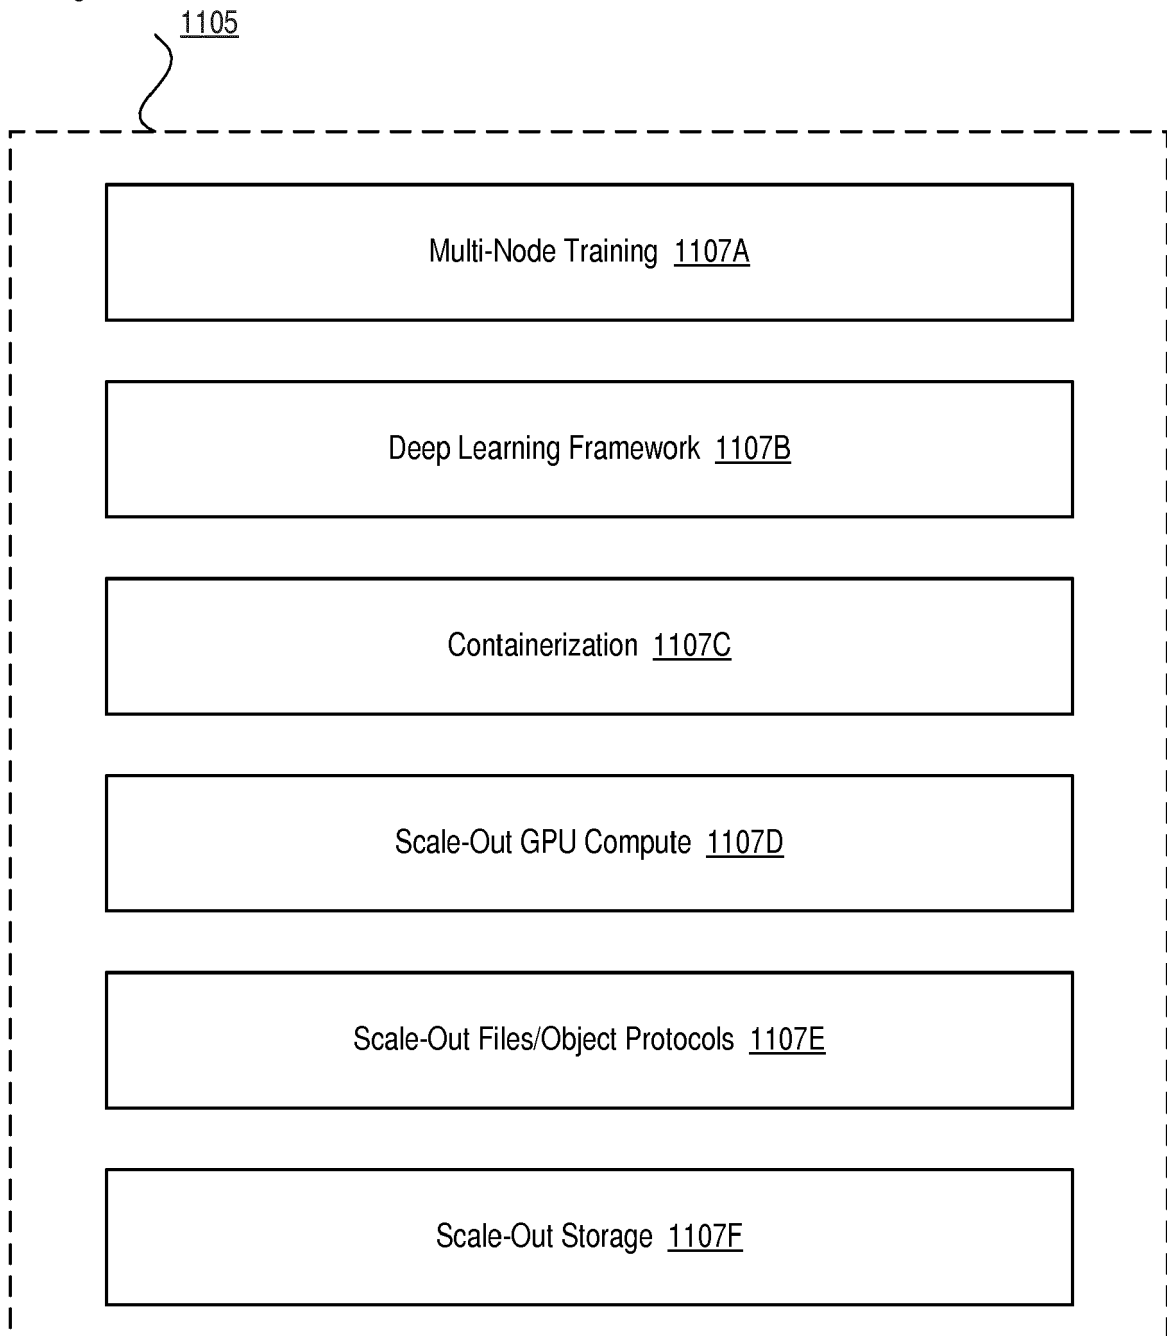 1105
Multi-Node Training 1107A
Deep Learning Framework 1107B
Containerization 1107C
Scale-Out GPU Compute 1107D
Scale-Out Files/Object Protocols 1107E
Scale-Out Storage 1107F